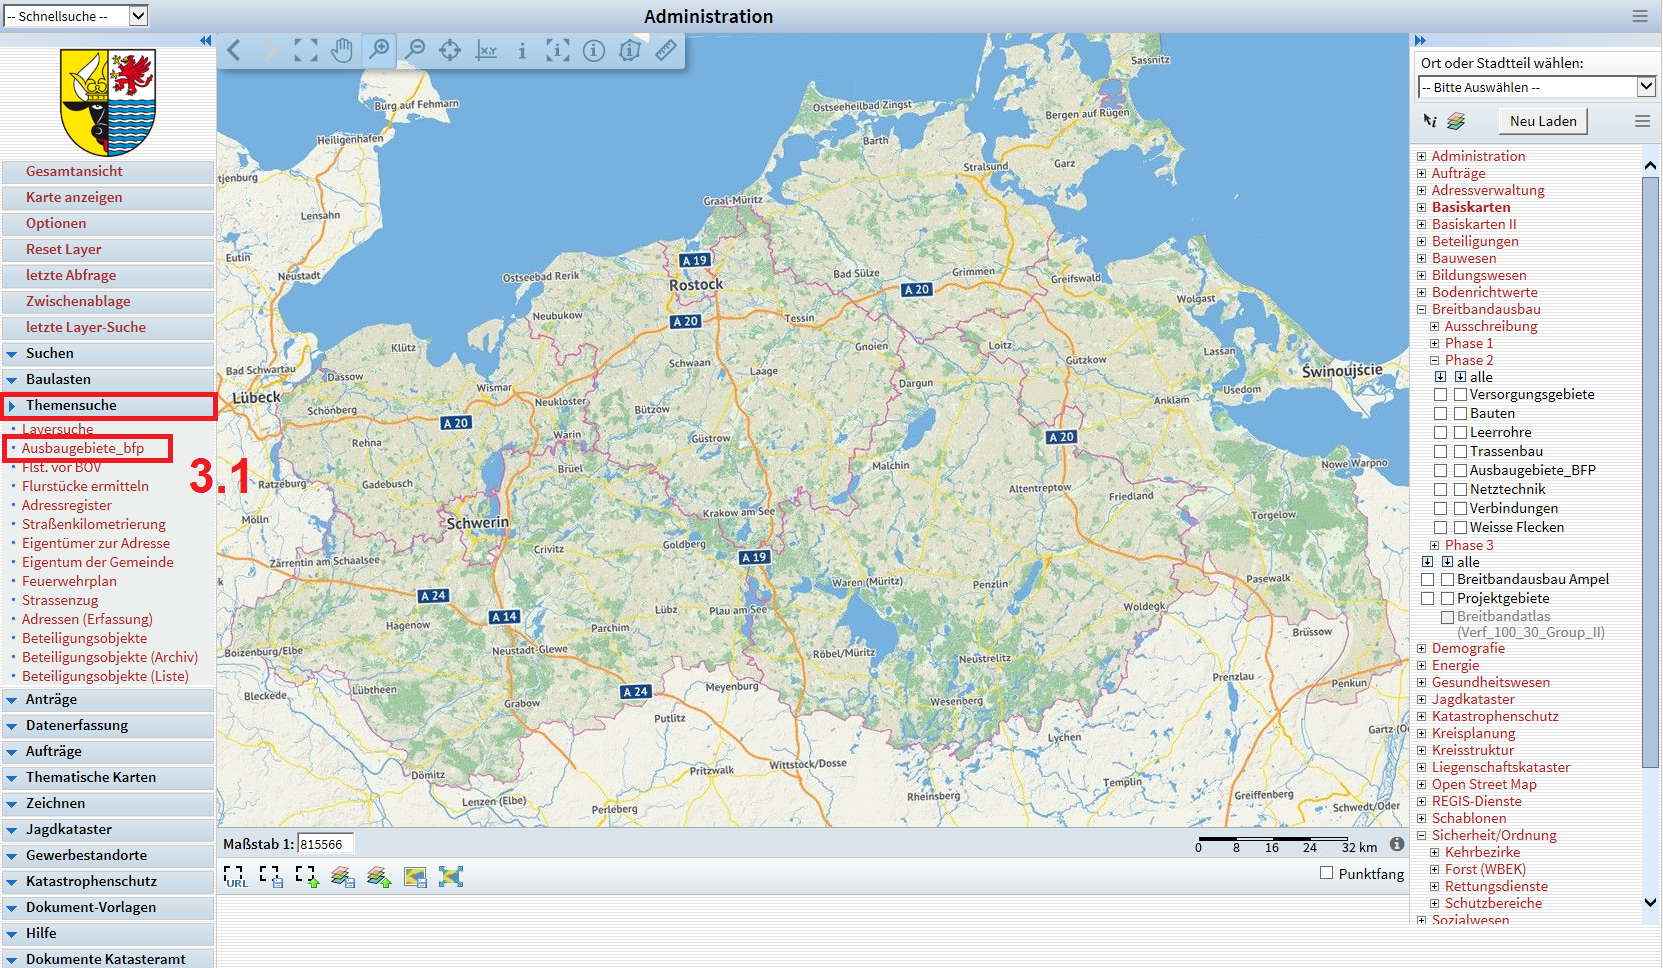 -- Schnellsuche --
Administration
Gesamtansicht
Karte anzeigen
Optionen
Reset Layer
letzte Abfrage
Zwischenablage
letzte Layer-Suche
Suchen
Baulasten
Themensuche
Layersuche
Ausbaugebiete_bfp
Flst. vor BOV
3.1
Flurstücke ermitteln
Adressregister
Straßenkilometrierung
Eigentümer zur Adresse
Eigentum der Gemeinde
Feuerwehrplan
Strassenzug
Adressen (Erfassung)
Beteiligungsobjekte
Beteiligungsobjekte (Archiv)
Beteiligungsobjekte (Liste)
Anträge
Datenerfassung
Aufträge
Thematische Karten
Zeichnen
Jagdkataster
Gewerbestandorte
Katastrophenschutz
Dokument-Vorlagen
Hilfe
Dokumente Katasteramt
X,Y
Sassnitz
Burg auf Fehmarn
Ostseeheilbad Zingst
Bergen auf Rügen
Heiligenhafen
Barth
Stralsund
Garz
tjenburg
Graal-Müritz
Lensahn
Eutin
A 19
Neustadt
Ostseebad Rerik
Rostock
Bad Sülze
Grimmen
Greifswald
A 20
Wolgast
Neubukow
A 20
Tessin
Klütz
Gnoien
Loitz
Lassan
Bad Schwartau
Dassow
Schwaan
Laage
Gützkow
Świnoujście
Wismar
Dargun
Usedom
Lübeck
Neukloster
Anklam
Schönberg
Bützow
A 20
Warin
Güstrow
A 20
Rehna
Brüel
Malchin
Nowe Warpno
Ratzeburg
Gadebusch
Altentreptow
Friedland
Mölln
Schwerin
Krakow am See
Torgelow
Crivitz
Goldberg
Zarrentin am Schaalsee
A 19
Waren (Müritz)
Penzlin
Pasewalk
A 24
Lübz
Plau am See
Woldegk
A 14
Hagenow
Parchim
Brüssow
Boizenburg/Elbe
Neustadt-Glewe
Röbel/Müritz
Neustrelitz
Prenzlau
Penkun
Bleckede
Lübtheen
A 24
Meyenburg
Grabow
Wesenberg
Putlitz
Lychen
Gartz (O
Wittstock/Dosse
Dömitz
Pritzwalk
Templin
Lenzen (Elbe)
Rheinsberg
Greiffenberg
Perleberg
Schwedt/Oder
Maßstab 1: 815566
0 8 16 24 32 km
URL
Punktfang
Ort oder Stadtteil wählen:
-- Bitte Auswählen --
Neu Laden
Administration
Aufträge
Adressverwaltung
Basiskarten
Basiskarten II
Beteiligungen
Bauwesen
Bildungswesen
Bodenrichtwerte
Breitbandausbau
Ausschreibung
Phase 1
Phase 2
alle
Versorgungsgebiete
Bauten
Leerrohre
Trassenbau
Ausbaugebiete_BFP
Netztechnik
Verbindungen
Weisse Flecken
Phase 3
alle
Breitbandausbau Ampel
Projektgebiete
Breitbandatlas
(Verf_100_30_Group_II)
Demografie
Energie
Gesundheitswesen
Jagdkataster
Katastrophenschutz
Kreisplanung
Kreisstruktur
Liegenschaftskataster
Open Street Map
REGIS-Dienste
Schablonen
Sicherheit/Ordnung
Kehrbezirke
Forst (WBEK)
Rettungsdienste
Schutzbereiche
Sozialwesen